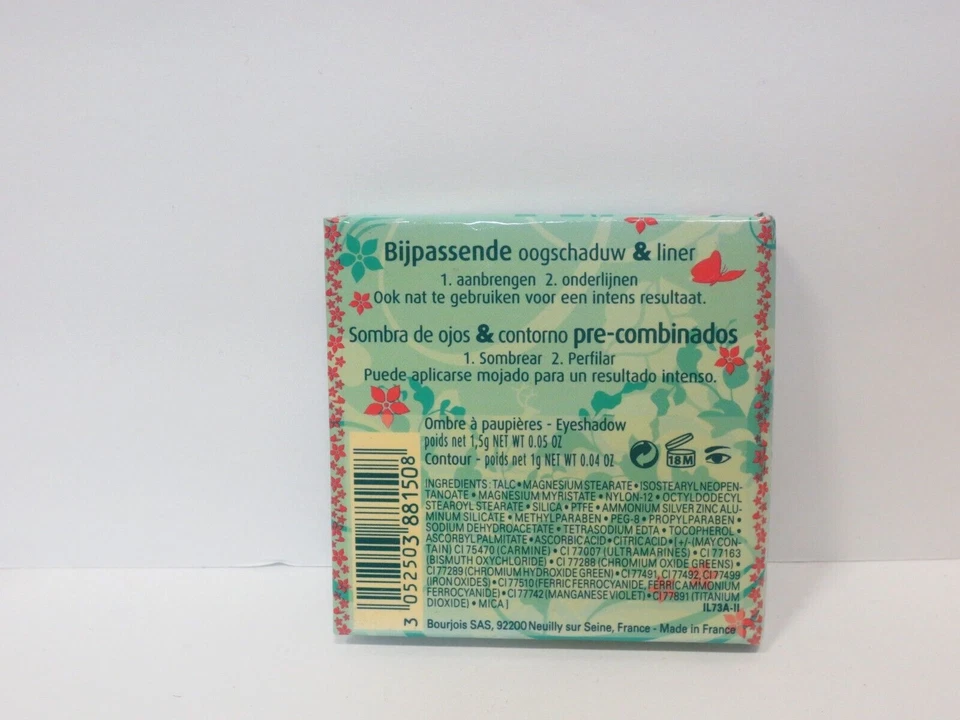 Bijpassende oogschaduw & liner
1. aanbrengen 2. onderlijnen
Ook nat te gebruiken voor een intens resultaat.
Sombra de ojos & contorno pre-combinados
1. Sombrear 2. Perfilar
Puede aplicarse mojado para un resultado intenso.
Ombre à paupières - Eyeshadow
poids net 1,5g NET WT 0.05 OZ
Contour - poids net 1g NET WT 0.04 OZ
18M
INGREDIENTS: TALC • MAGNESIUM STEARATE • ISOSTEARYL NEOPEN-
TANOATE • MAGNESIUM MYRISTATE • NYLON-12 • OCTYLDODECYL
STEAROYL STEARATE • SILICA • PTFE • AMMONIUM SILVER ZINC ALU-
MINUM SILICATE • METHYLPARABEN • PEG-8 • PROPYLPARABEN •
SODIUM DEHYDROACETATE • TETRASODIUM EDTA • TOCOPHEROL •
ASCORBYL PALMITATE • ASCORBIC ACID • CITRIC ACID • [+/-(MAY CON-
TAIN) CI 75470 (CARMINE) • CI 77007 (ULTRAMARINES) • CI 77163
(BISMUTH OXYCHLORIDE) • CI 77288 (CHROMIUM OXIDE GREENS) •
CI 77289 (CHROMIUM HYDROXIDE GREEN) • CI 77491, CI 77492, CI 77499
(IRON OXIDES) • CI 77510 (FERRIC FERROCYANIDE, FERRIC AMMONIUM
FERROCYANIDE) • CI 77742 (MANGANESE VIOLET) • CI 77891 (TITANIUM
DIOXIDE) • MICA]
IL73A-II
Bourjois SAS, 92200 Neuilly sur Seine, France - Made in France
3 052503 881508